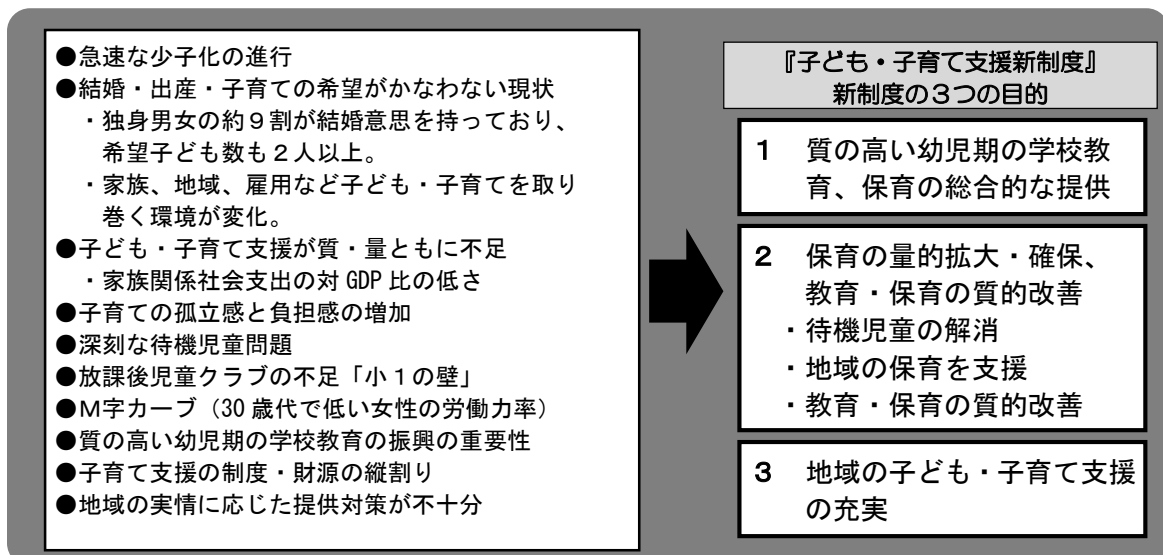 ●急速な少子化の進行
●結婚・出産・子育ての希望がかなわない現状
・独身男女の約９割が結婚意思を持っており、
希望子ども数も２人以上。
・家族、地域、雇用など子ども・子育てを取り
巻く環境が変化。
●子ども・子育て支援が質・量ともに不足
・家族関係社会支出の対 GDP 比の低さ
●子育ての孤立感と負担感の増加
●深刻な待機児童問題
●放課後児童クラブの不足「小１の壁」
●Ｍ字カーブ（30 歳代で低い女性の労働力率）
●質の高い幼児期の学校教育の振興の重要性
●子育て支援の制度・財源の縦割り
●地域の実情に応じた提供対策が不十分
『子ども・子育て支援新制度』
新制度の３つの目的
１　質の高い幼児期の学校教
育、保育の総合的な提供
２　保育の量的拡大・確保、
教育・保育の質的改善
・待機児童の解消
・地域の保育を支援
・教育・保育の質的改善
３　地域の子ども・子育て支援
の充実